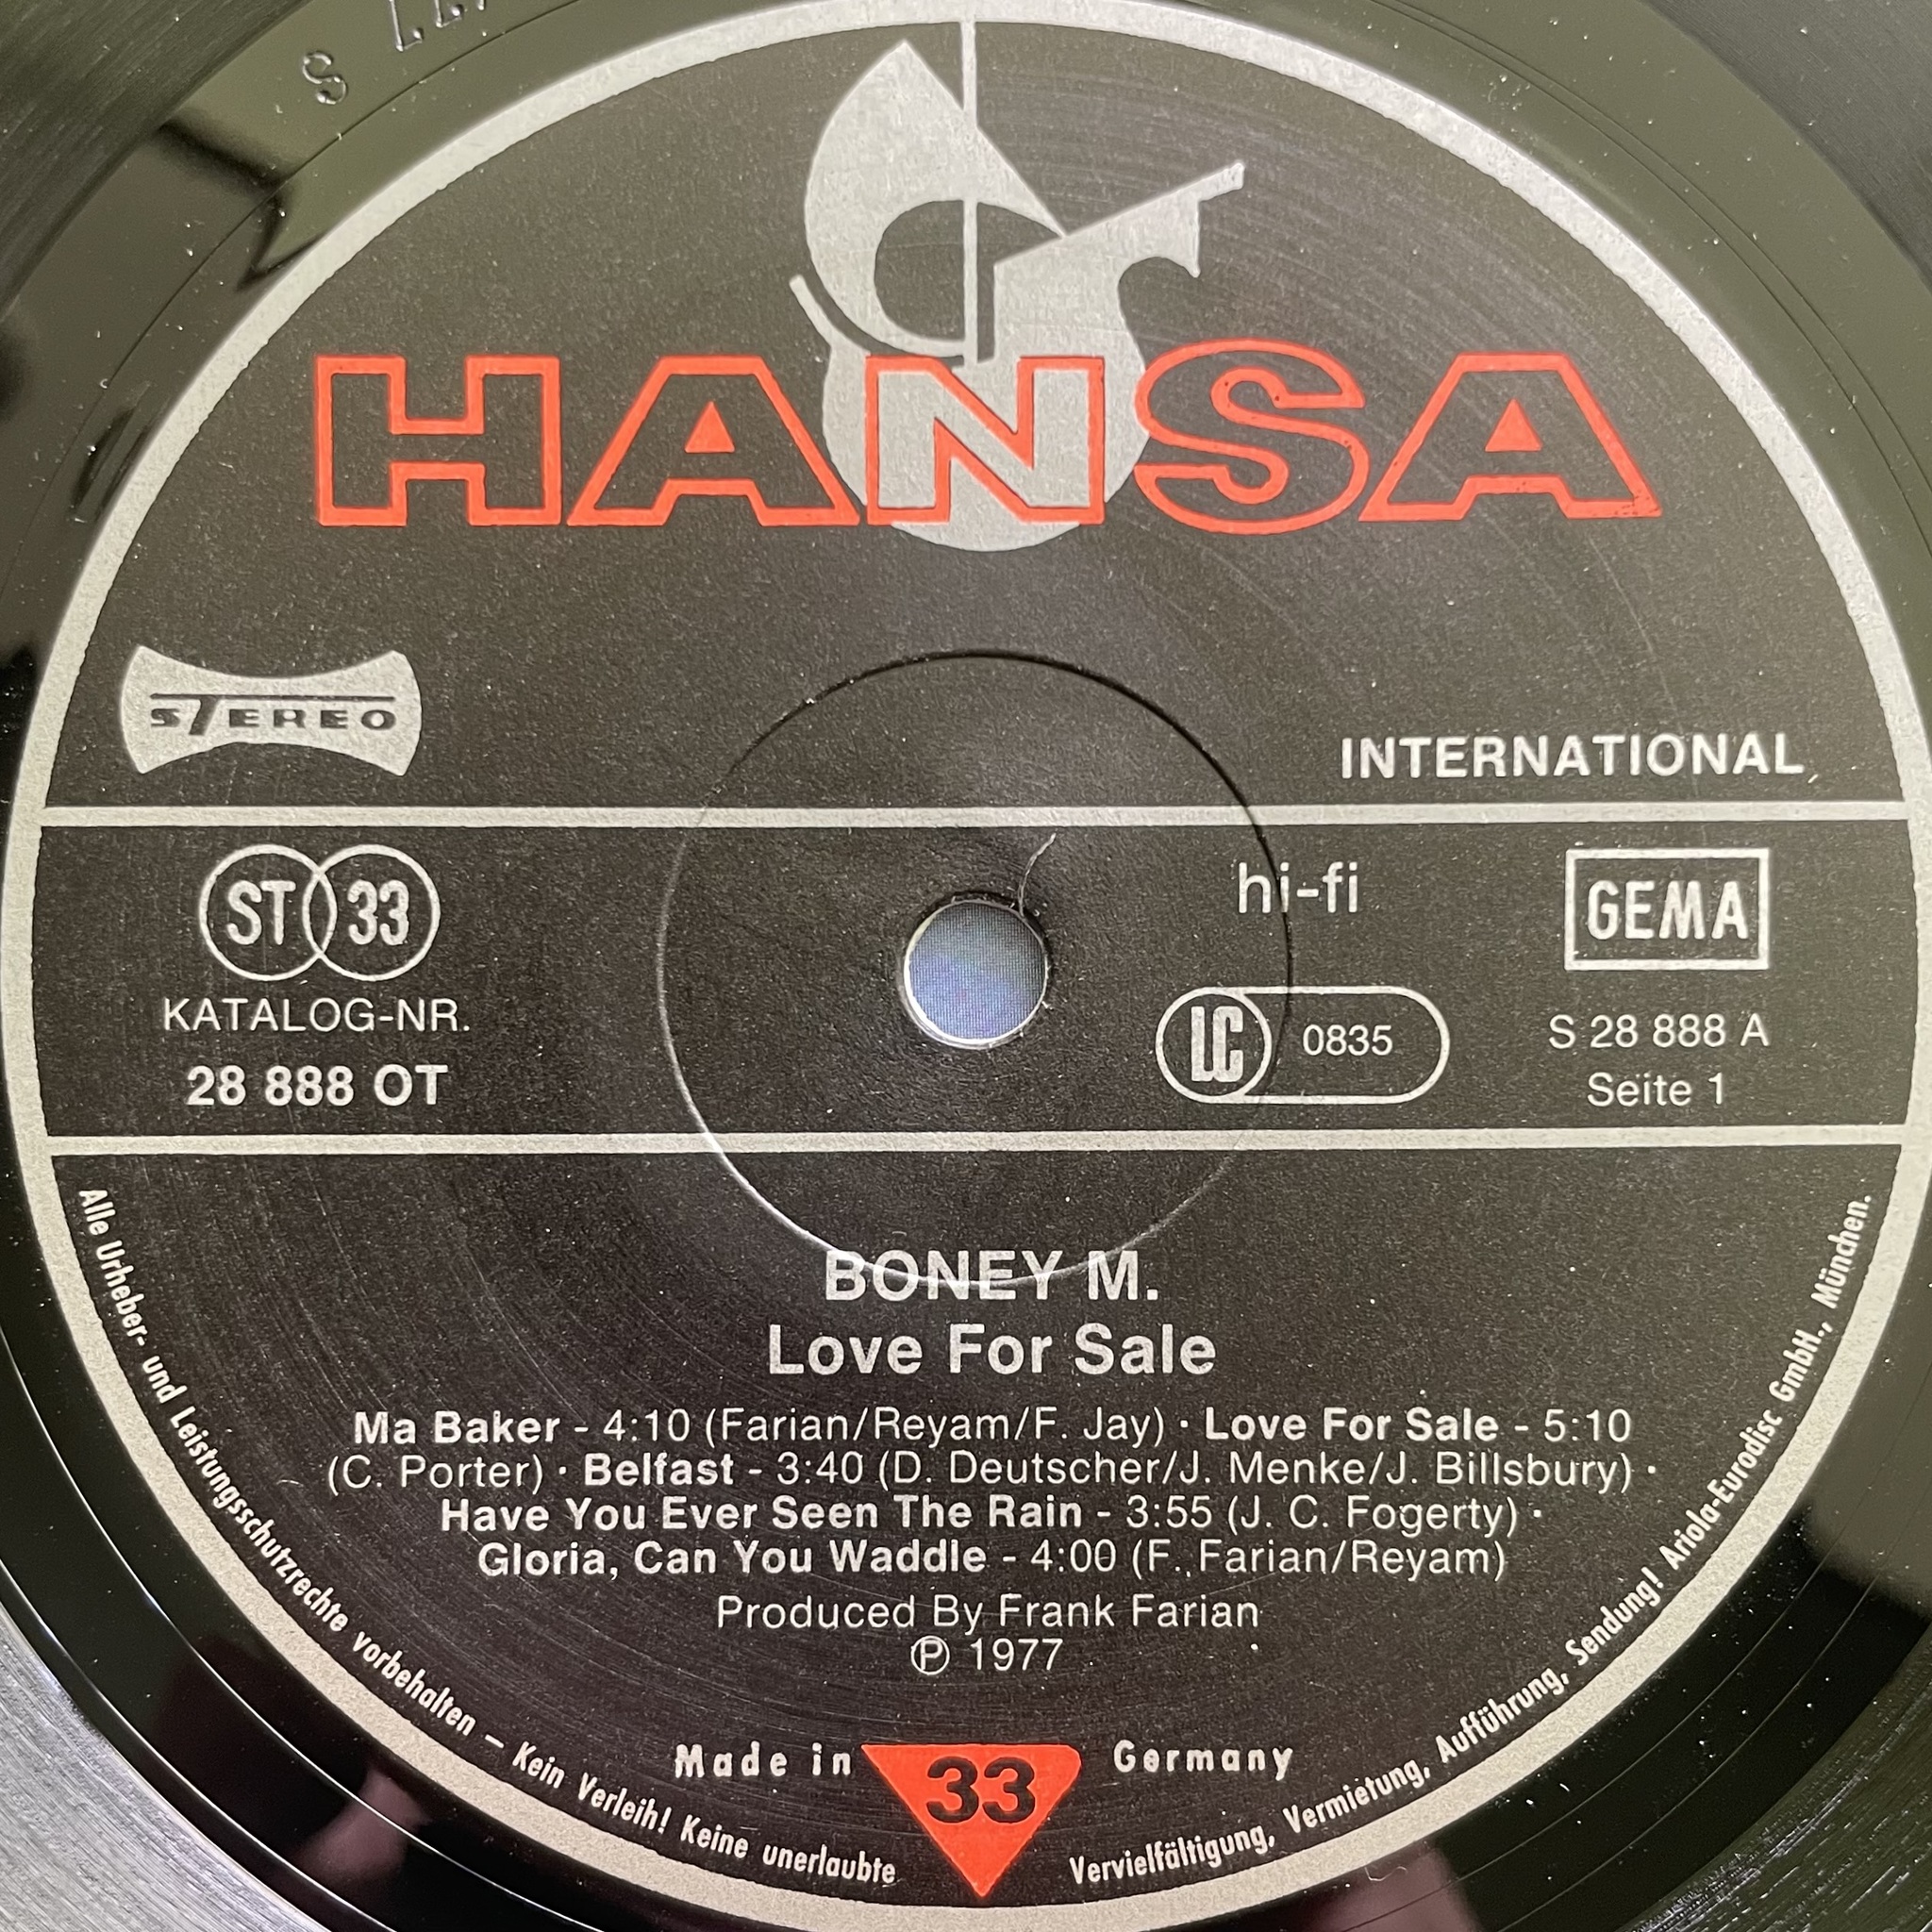 HANSA
STEREO
INTERNATIONAL
ST 33
hi-fi
GEMA
KATALOG-NR.
28 888 OT
LC 0835
S 28 888 A
Seite 1
BONEY M.
Love For Sale
Ma Baker - 4:10 (Farian/Reyam/F. Jay) · Love For Sale - 5:10
(C. Porter) · Belfast - 3:40 (D. Deutscher/J. Menke/J. Billsbury) ·
Have You Ever Seen The Rain - 3:55 (J. C. Fogerty) ·
Gloria, Can You Waddle - 4:00 (F. Farian/Reyam)
Produced By Frank Farian
℗ 1977
Made in 33 Germany
Alle Urheber- und Leistungsschutzrechte vorbehalten – Kein Verleih! Keine unerlaubte Vervielfältigung, Vermietung, Aufführung, Sendung! Ariola-Eurodisc GmbH., München.